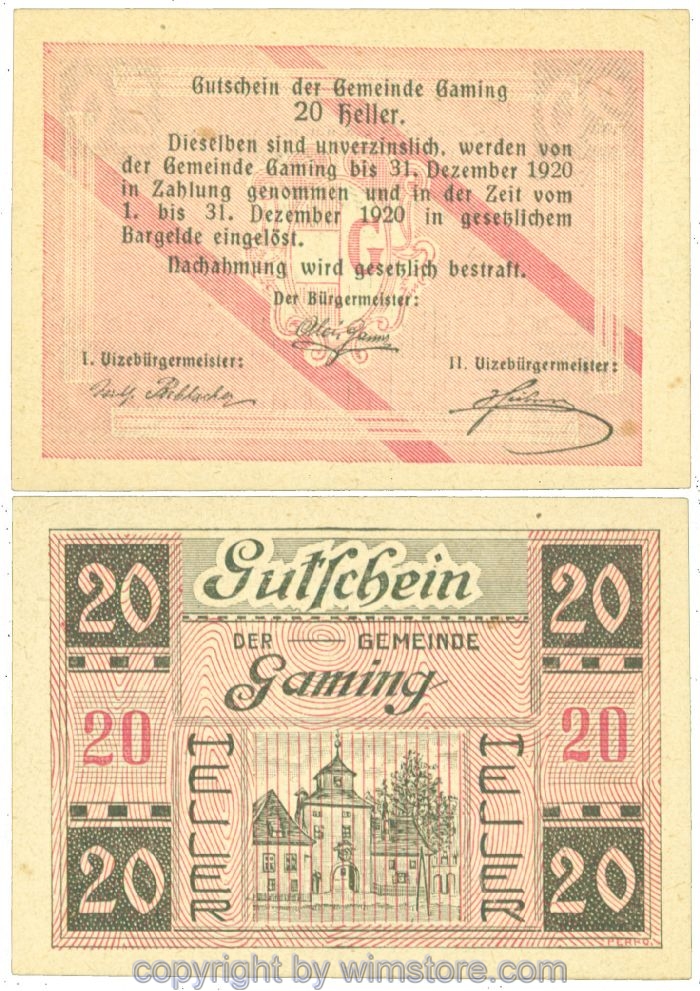 Gutschein der Gemeinde Gaming
20 Heller.
Dieselben sind unverzinslich, werden von
der Gemeinde Gaming bis 31. Dezember 1920
in Zahlung genommen und in der Zeit vom
1. bis 31. Dezember 1920 in gesetzlichem
Bargelde eingelöst.
G
Nachahmung wird gesetzlich bestraft.
Der Bürgermeister:
I. Vizebürgermeister:
II. Vizebürgermeister:
20 Gutschein 20
DER — GEMEINDE
Gaming
20 20
HELLER HELLER
20 20
copyright by wimstore.com